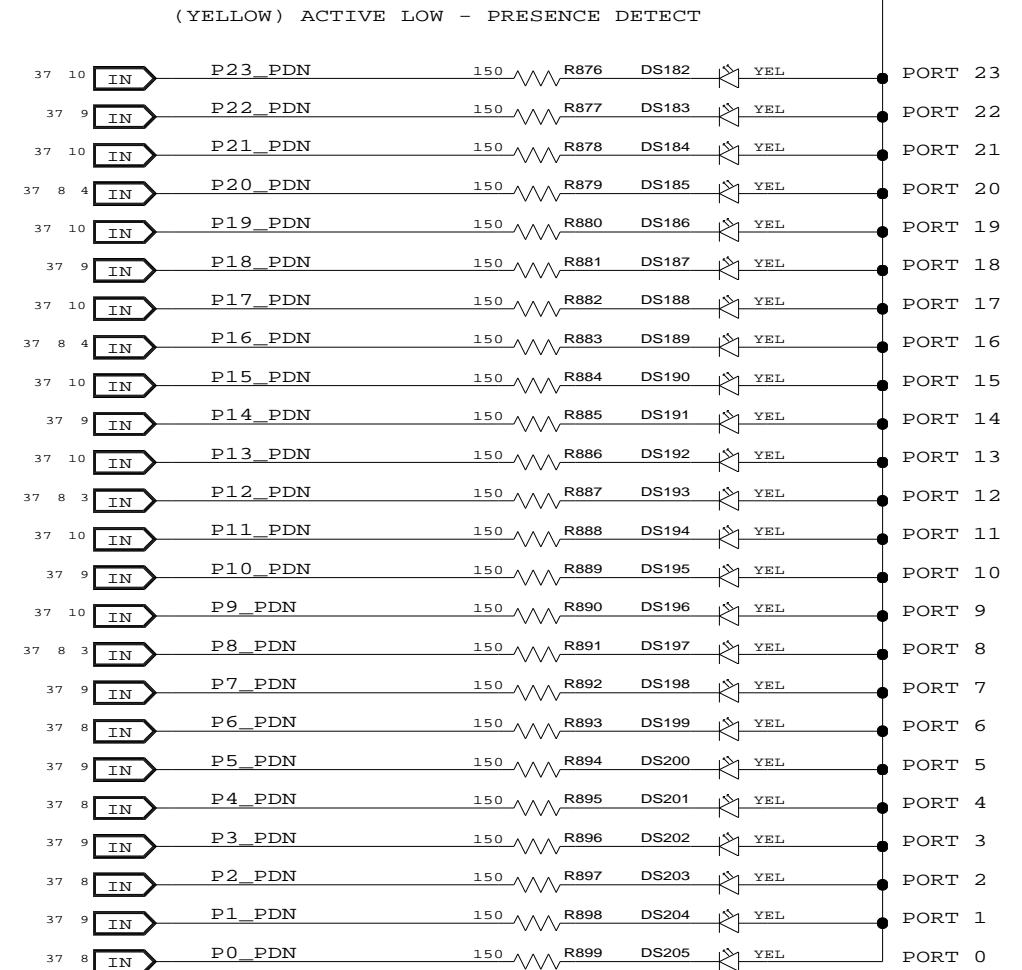 (YELLOW) ACTIVE LOW - PRESENCE DETECT
37 10 IN P23_PDN 150 R876 DS182 YEL PORT 23
37 9 IN P22_PDN 150 R877 DS183 YEL PORT 22
37 10 IN P21_PDN 150 R878 DS184 YEL PORT 21
37 8 4 IN P20_PDN 150 R879 DS185 YEL PORT 20
37 10 IN P19_PDN 150 R880 DS186 YEL PORT 19
37 9 IN P18_PDN 150 R881 DS187 YEL PORT 18
37 10 IN P17_PDN 150 R882 DS188 YEL PORT 17
37 8 4 IN P16_PDN 150 R883 DS189 YEL PORT 16
37 10 IN P15_PDN 150 R884 DS190 YEL PORT 15
37 9 IN P14_PDN 150 R885 DS191 YEL PORT 14
37 10 IN P13_PDN 150 R886 DS192 YEL PORT 13
37 8 3 IN P12_PDN 150 R887 DS193 YEL PORT 12
37 10 IN P11_PDN 150 R888 DS194 YEL PORT 11
37 9 IN P10_PDN 150 R889 DS195 YEL PORT 10
37 10 IN P9_PDN 150 R890 DS196 YEL PORT 9
37 8 3 IN P8_PDN 150 R891 DS197 YEL PORT 8
37 9 IN P7_PDN 150 R892 DS198 YEL PORT 7
37 8 IN P6_PDN 150 R893 DS199 YEL PORT 6
37 9 IN P5_PDN 150 R894 DS200 YEL PORT 5
37 8 IN P4_PDN 150 R895 DS201 YEL PORT 4
37 9 IN P3_PDN 150 R896 DS202 YEL PORT 3
37 8 IN P2_PDN 150 R897 DS203 YEL PORT 2
37 9 IN P1_PDN 150 R898 DS204 YEL PORT 1
37 8 IN P0_PDN 150 R899 DS205 YEL PORT 0